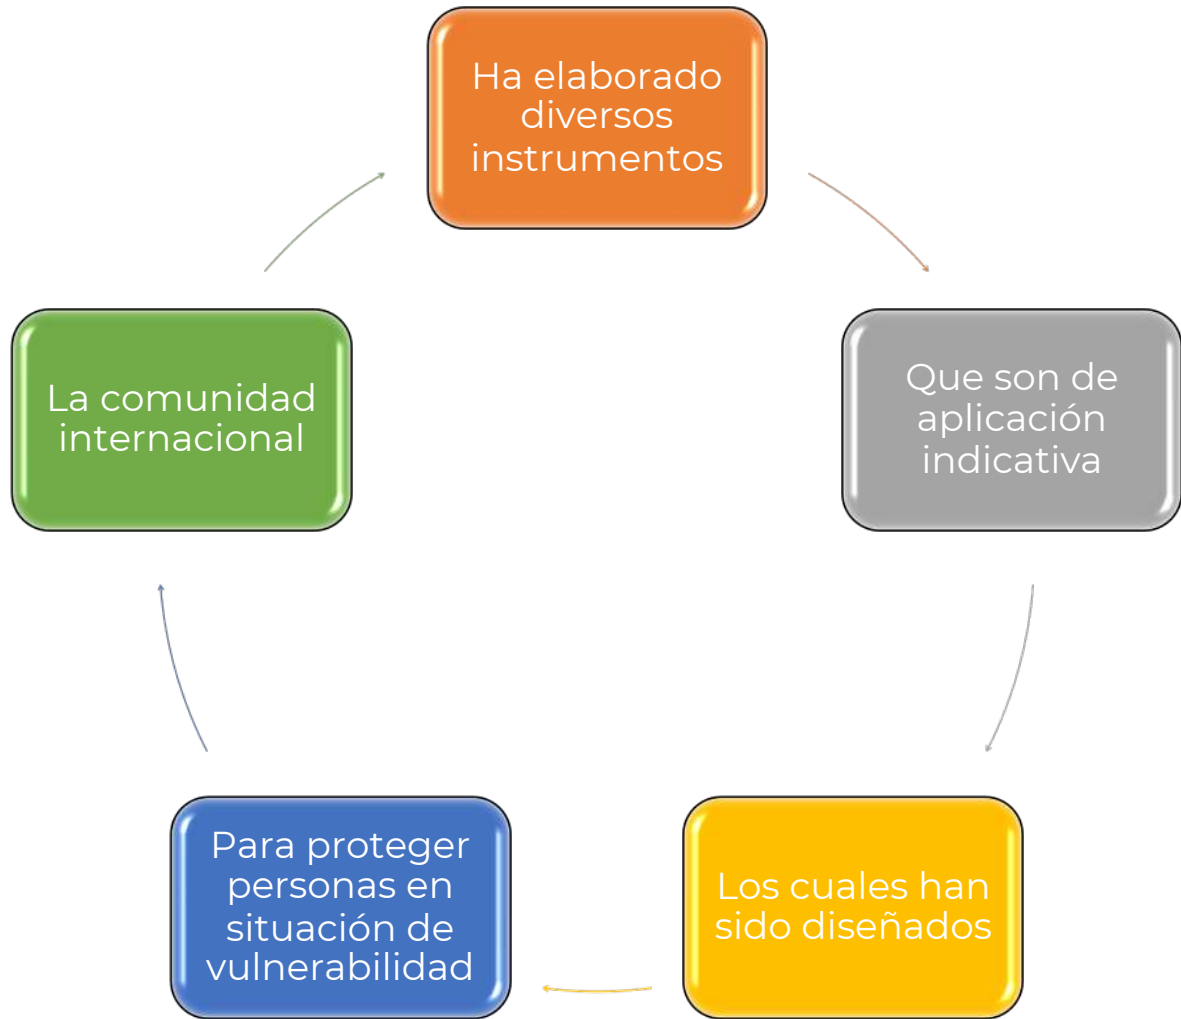 Ha elaborado
diversos
instrumentos
Que son de
aplicación
indicativa
Los cuales han
sido diseñados
Para proteger
personas en
situación de
vulnerabilidad
La comunidad
internacional